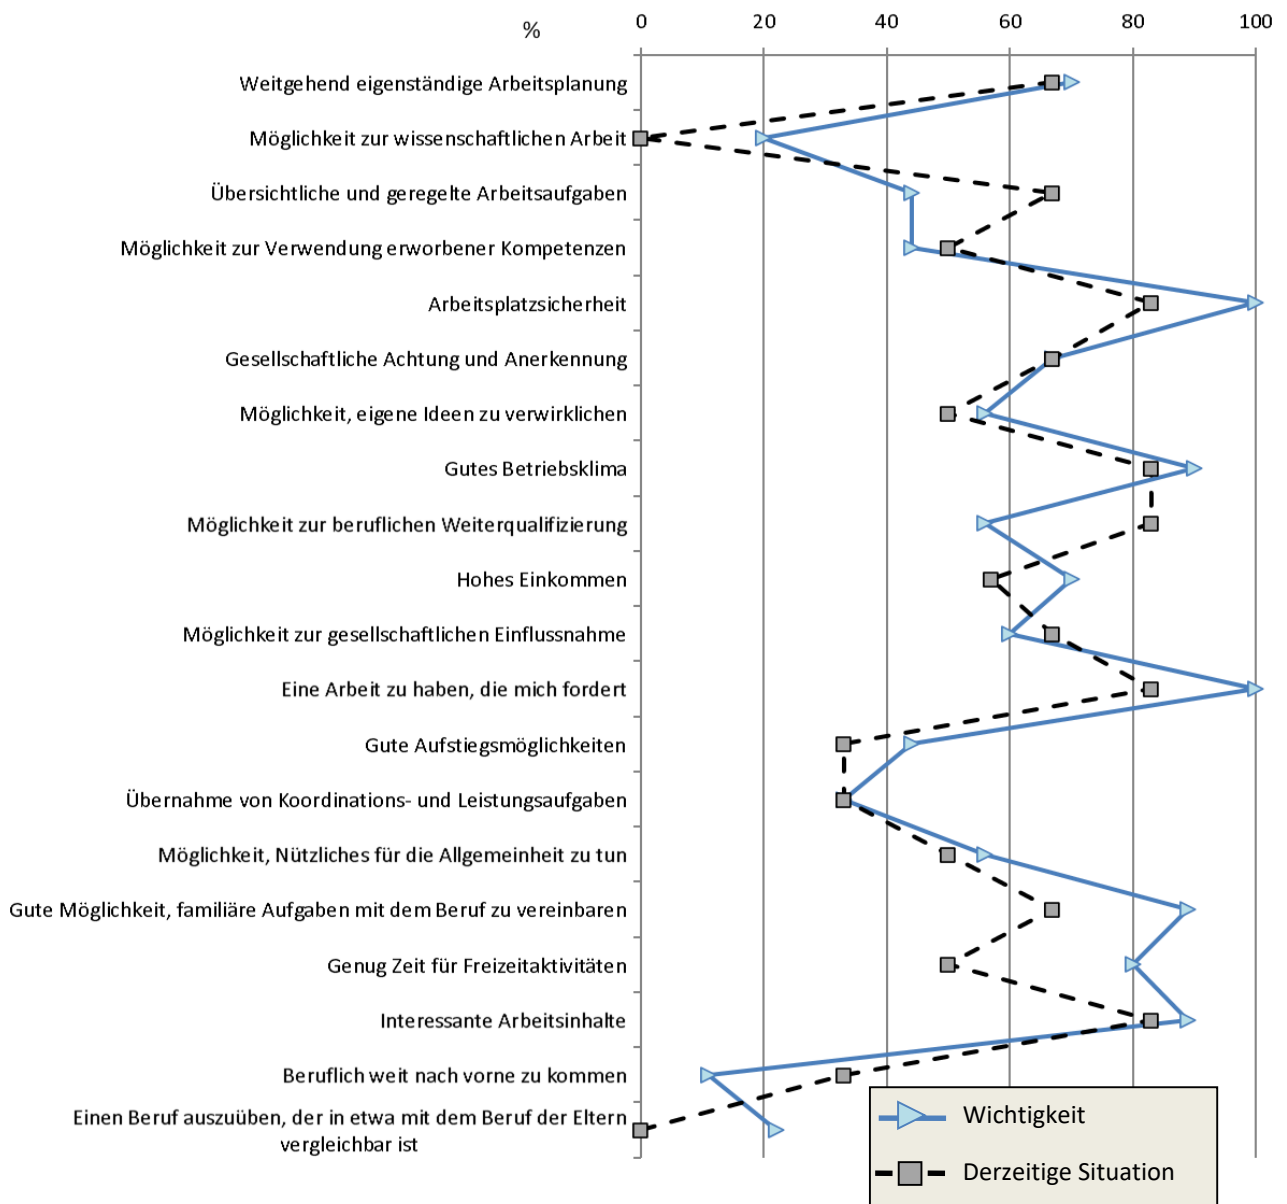 %
0 20 40 60 80 100
Weitgehend eigenständige Arbeitsplanung
Möglichkeit zur wissenschaftlichen Arbeit
Übersichtliche und geregelte Arbeitsaufgaben
Möglichkeit zur Verwendung erworbener Kompetenzen
Arbeitsplatzsicherheit
Gesellschaftliche Achtung und Anerkennung
Möglichkeit, eigene Ideen zu verwirklichen
Gutes Betriebsklima
Möglichkeit zur beruflichen Weiterqualifizierung
Hohes Einkommen
Möglichkeit zur gesellschaftlichen Einflussnahme
Eine Arbeit zu haben, die mich fordert
Gute Aufstiegsmöglichkeiten
Übernahme von Koordinations- und Leistungsaufgaben
Möglichkeit, Nützliches für die Allgemeinheit zu tun
Gute Möglichkeit, familiäre Aufgaben mit dem Beruf zu vereinbaren
Genug Zeit für Freizeitaktivitäten
Interessante Arbeitsinhalte
Beruflich weit nach vorne zu kommen
Einen Beruf auszuüben, der in etwa mit dem Beruf der Eltern
vergleichbar ist
Wichtigkeit
Derzeitige Situation